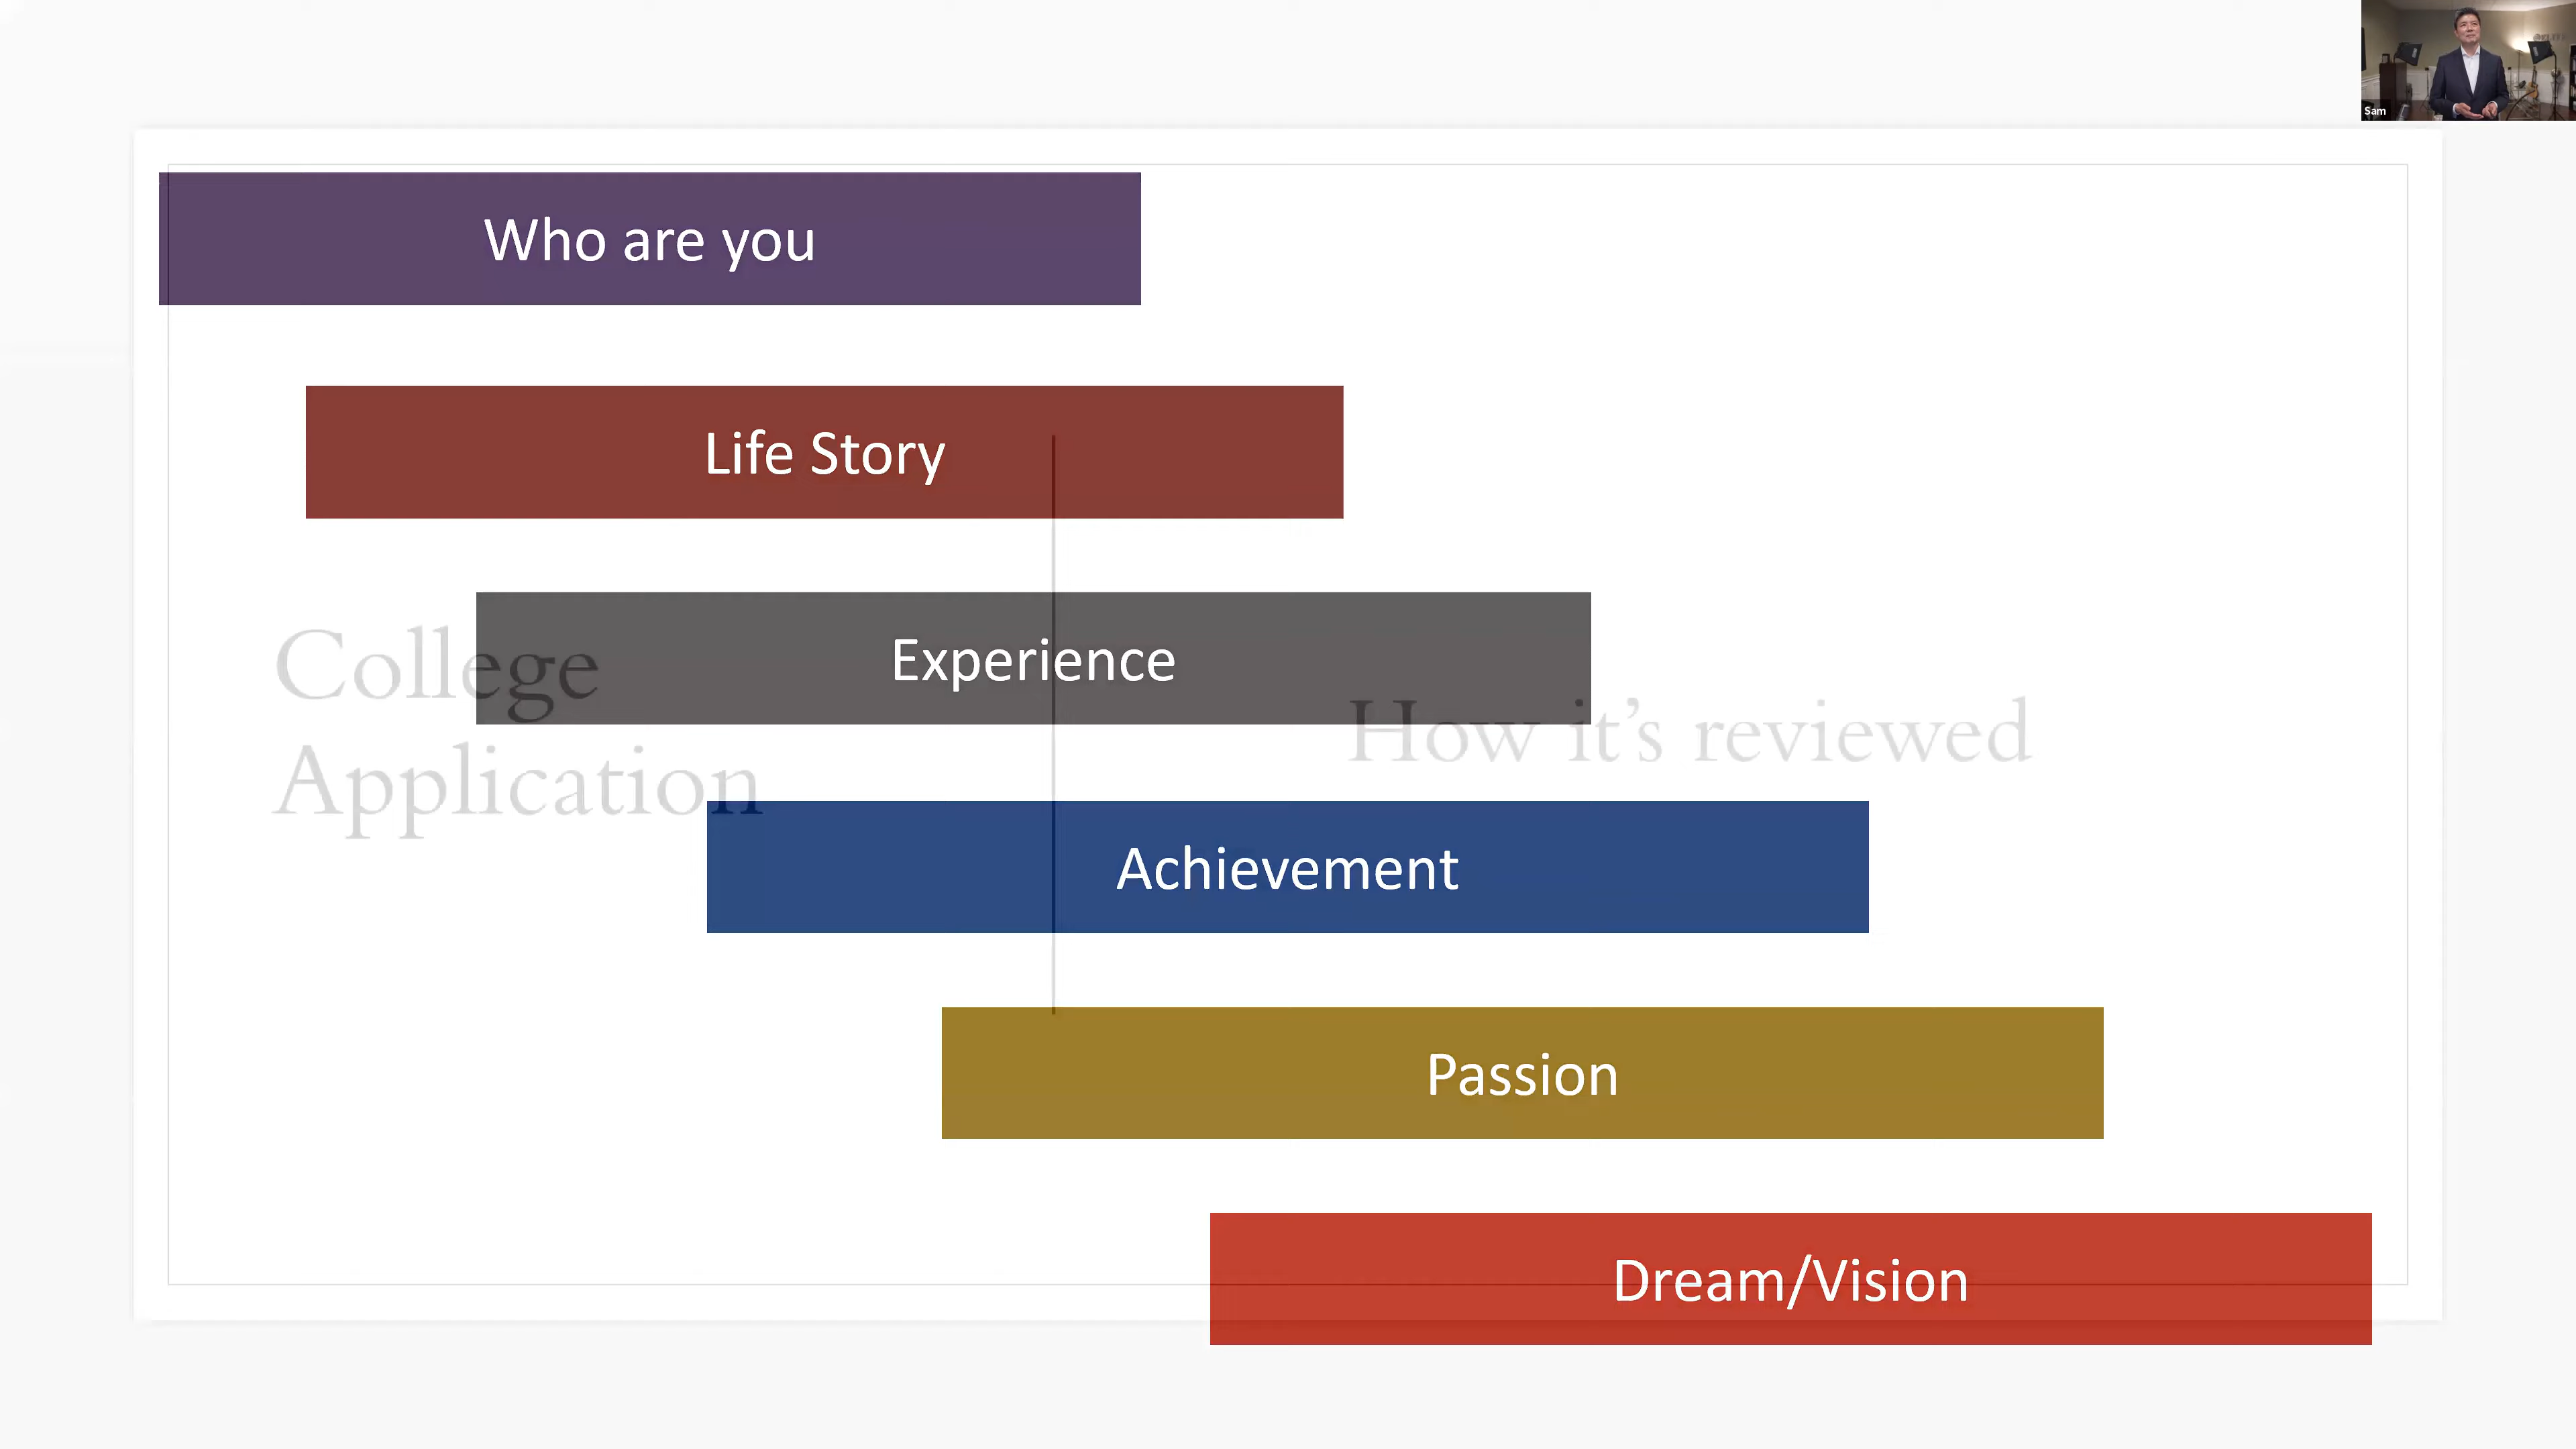 Sam
Who are you
Life Story
Experience
College
Application
How it's reviewed
Achievement
Passion
Dream/Vision